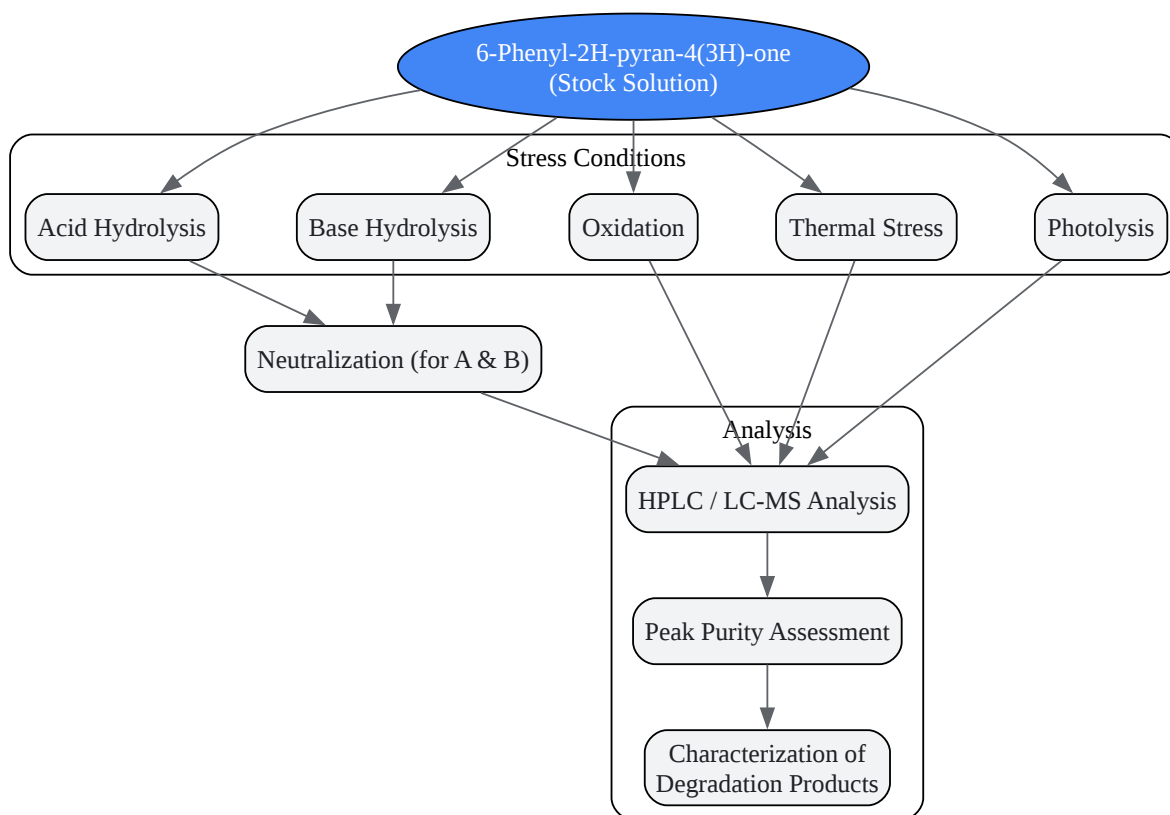 6-Phenyl-2H-pyran-4(3H)-one
(Stock Solution)
Stress Conditions
Acid Hydrolysis
Base Hydrolysis
Oxidation
Thermal Stress
Photolysis
Neutralization (for A & B)
Analysis
HPLC / LC-MS Analysis
Peak Purity Assessment
Characterization of
Degradation Products